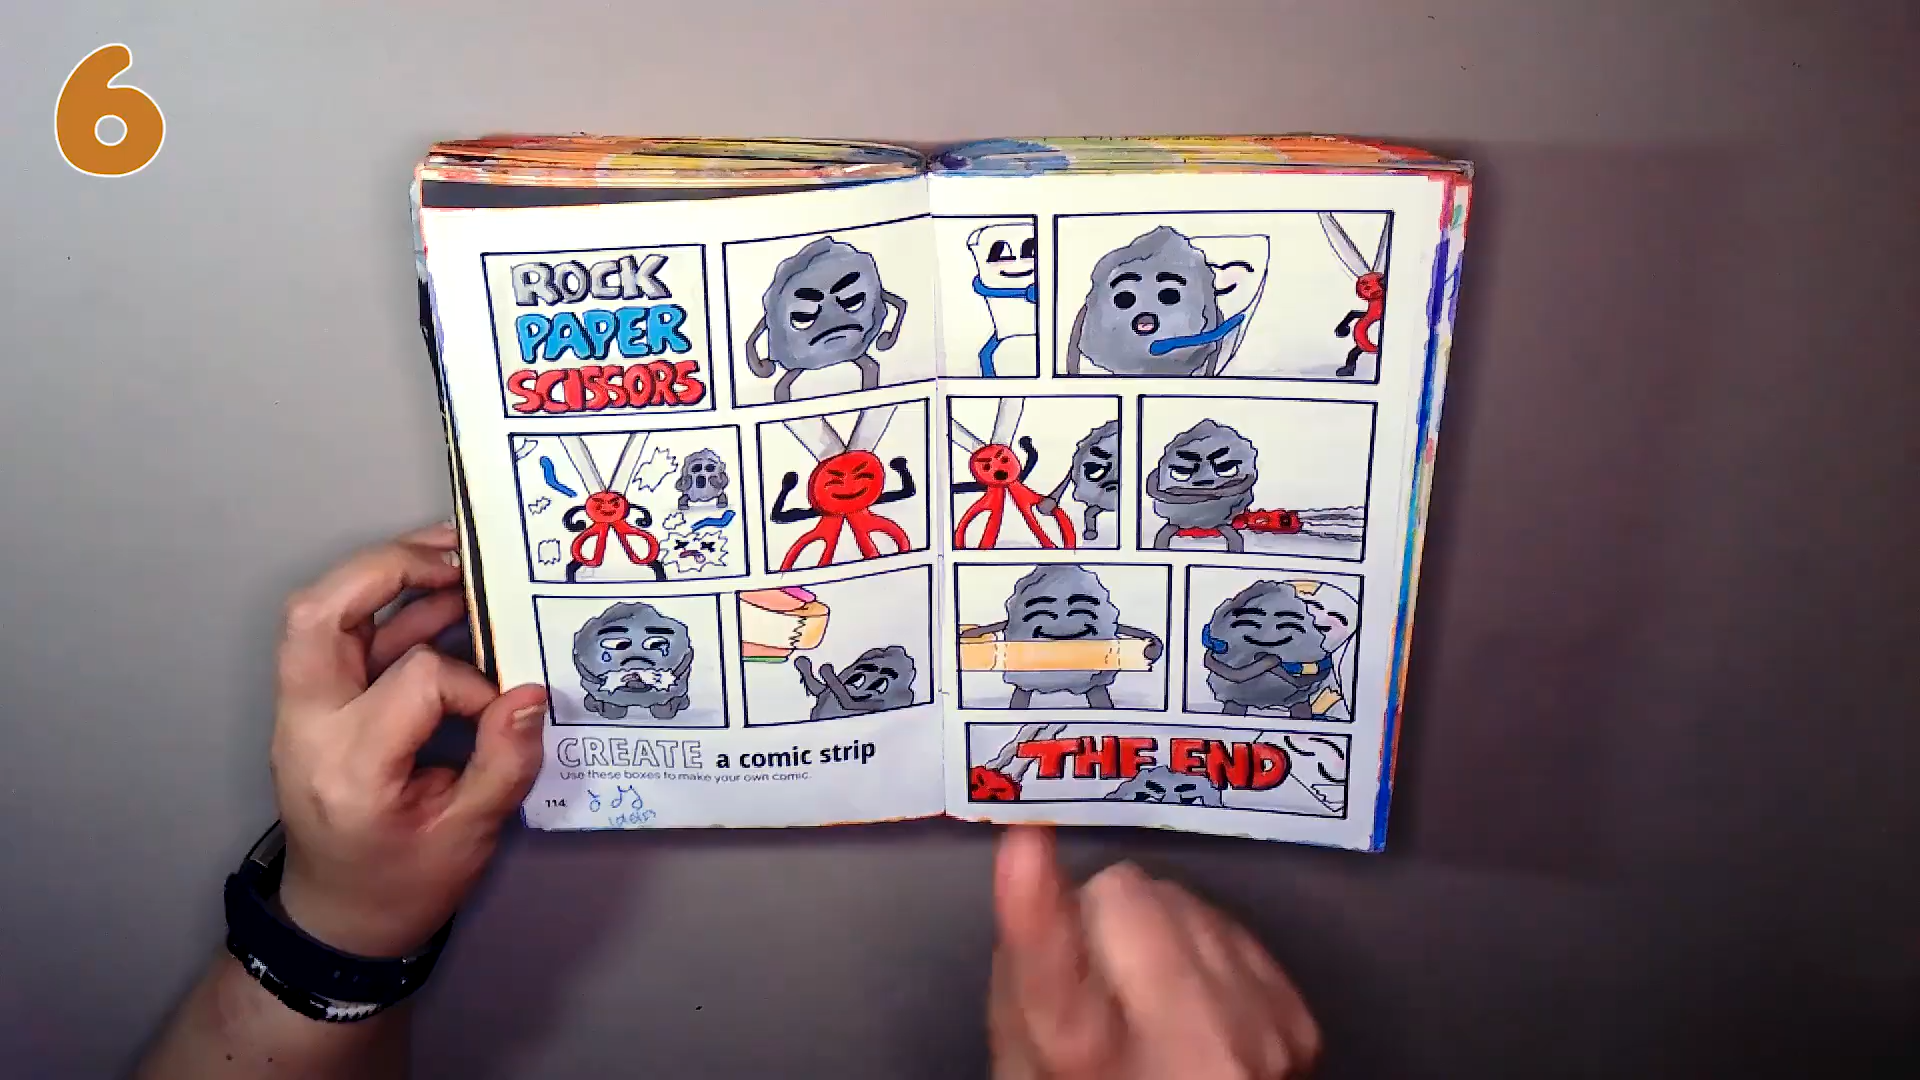 6
ROCK
PAPER
SCISSORS
CREATE a comic strip
Use these boxes to make your own comic.
114
THE END